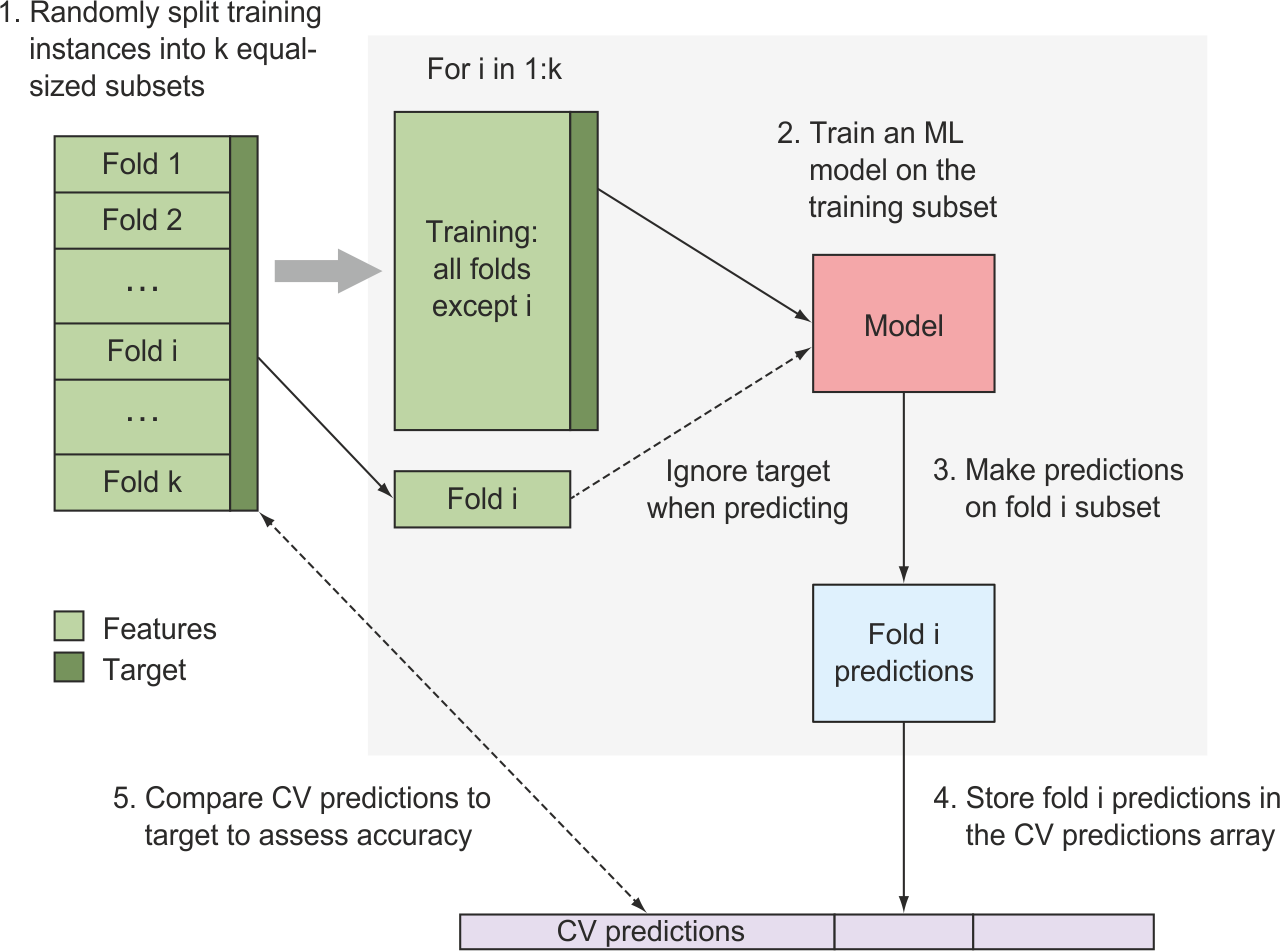 1. Randomly split training
instances into k equal-
sized subsets
For i in 1:k
Fold 1
Fold 2
...
Fold i
...
Fold k
Training:
all folds
except i
Fold i
2. Train an ML
model on the
training subset
Model
Ignore target
when predicting
3. Make predictions
on fold i subset
Features
Target
Fold i
predictions
5. Compare CV predictions to
target to assess accuracy
4. Store fold i predictions in
the CV predictions array
CV predictions